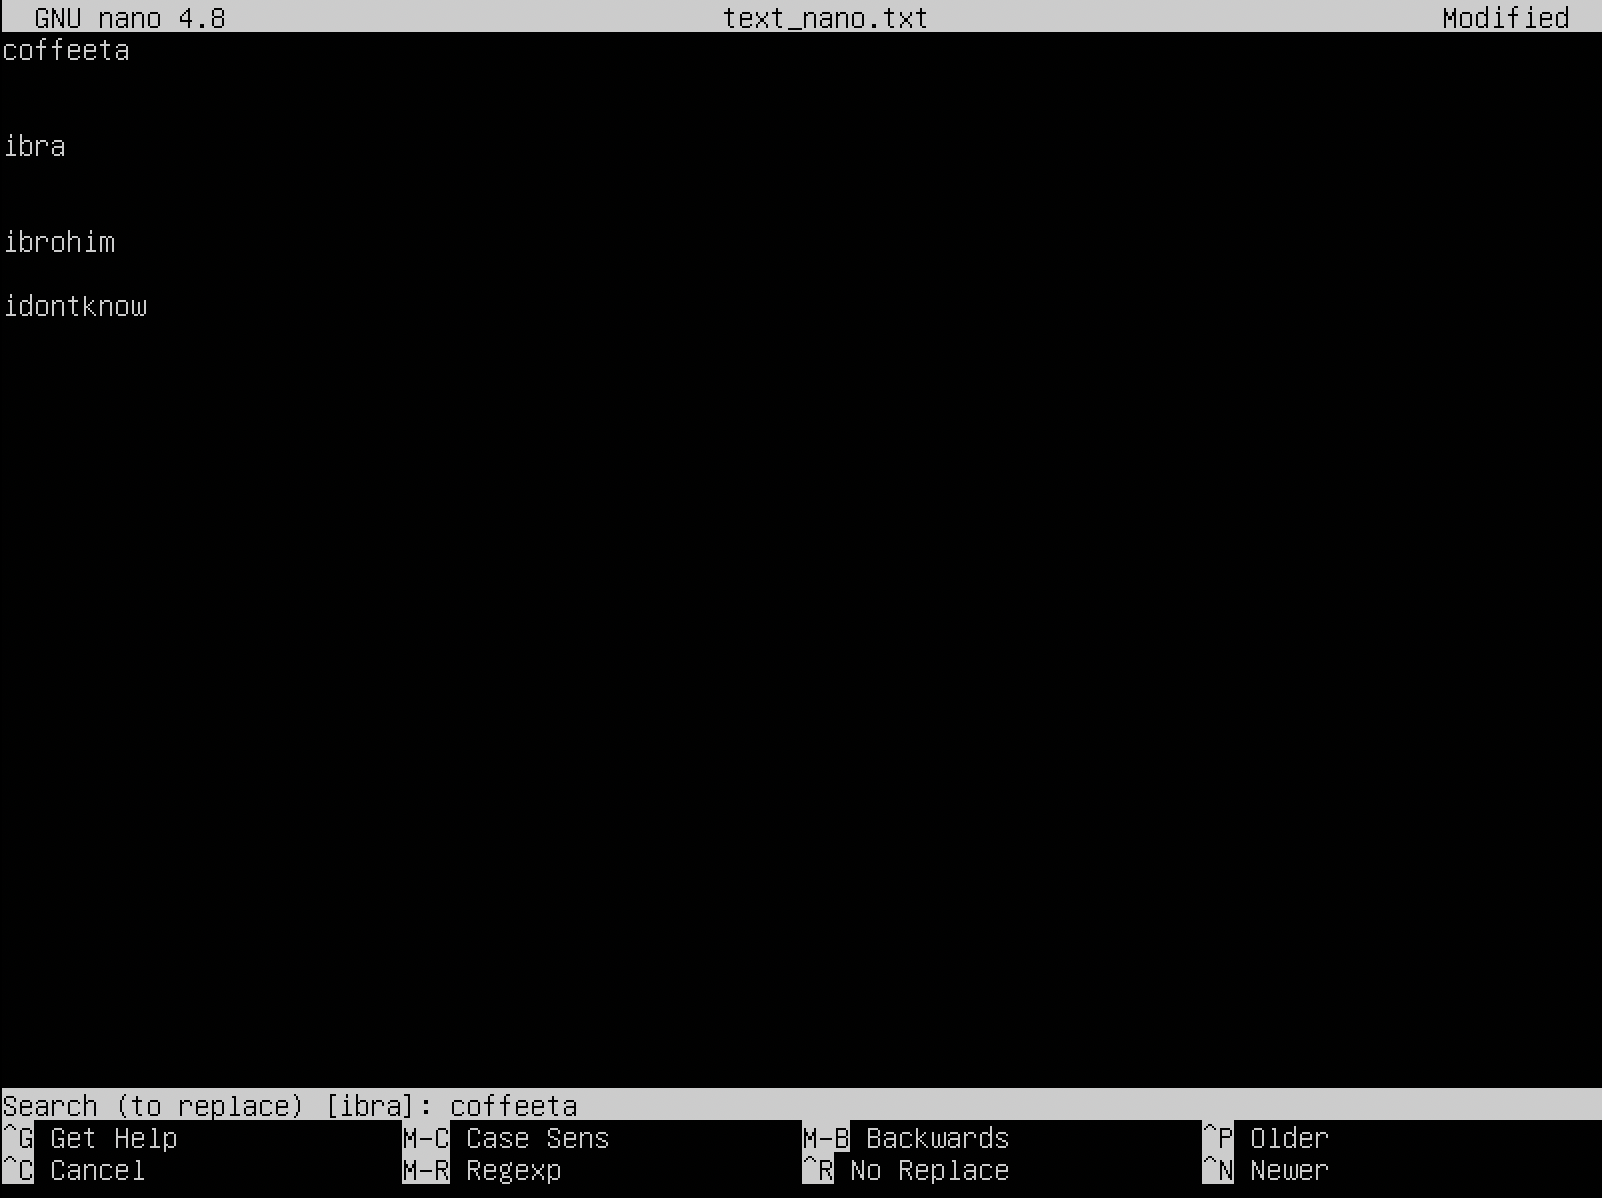 GNU nano 4.8 text_nano.txt Modified
coffeeta
ibra
ibrohim
idontknow
Search (to replace) [ibra]: coffeeta
^G Get Help M-C Case Sens M-B Backwards ^P Older
^C Cancel M-R Regexp ^R No Replace ^N Newer